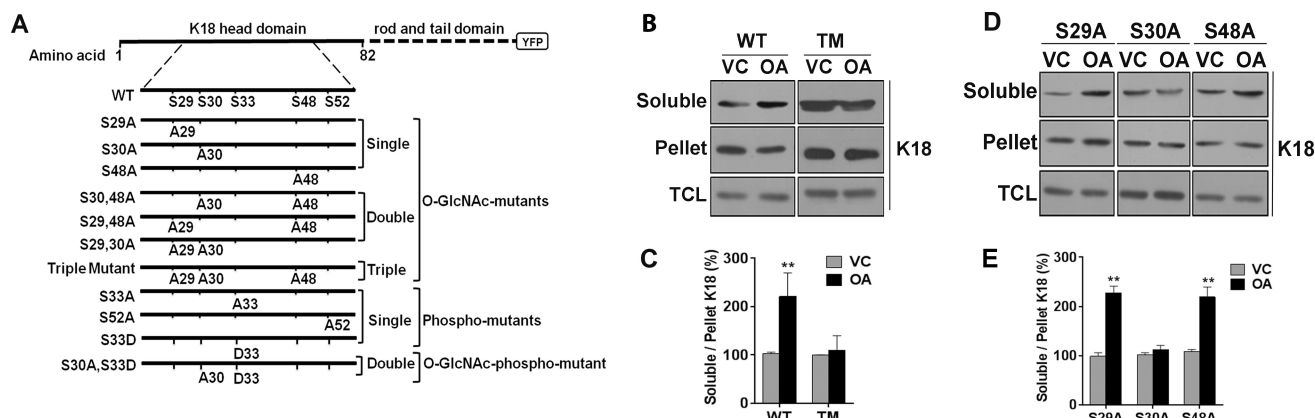 A
K18 head domain
rod and tail domain
YFP
Amino acid 1
82
WT
S29 S30 S33 S48 S52
S29A
A29
S30A
A30
Single
S48A
A48
S30,48A
A30 A48
O-GlcNAc-mutants
S29,48A
A29 A48
Double
S29,30A
A29 A30
Triple Mutant
A29 A30 A48
Triple
S33A
A33
S52A
A52
Single
Phospho-mutants
S33D
D33
S30A,S33D
A30 D33
Double
O-GlcNAc-phospho-mutant
B
WT TM
VC OA VC OA
Soluble
Pellet
K18
TCL
C
Soluble / Pellet K18 (%)
300
200
100
0
**
VC
OA
WT TM
D
S29A S30A S48A
VC OA VC OA VC OA
Soluble
Pellet
K18
TCL
E
Soluble / Pellet K18 (%)
300
200
100
0
** **
VC
OA
S29A S30A S48A